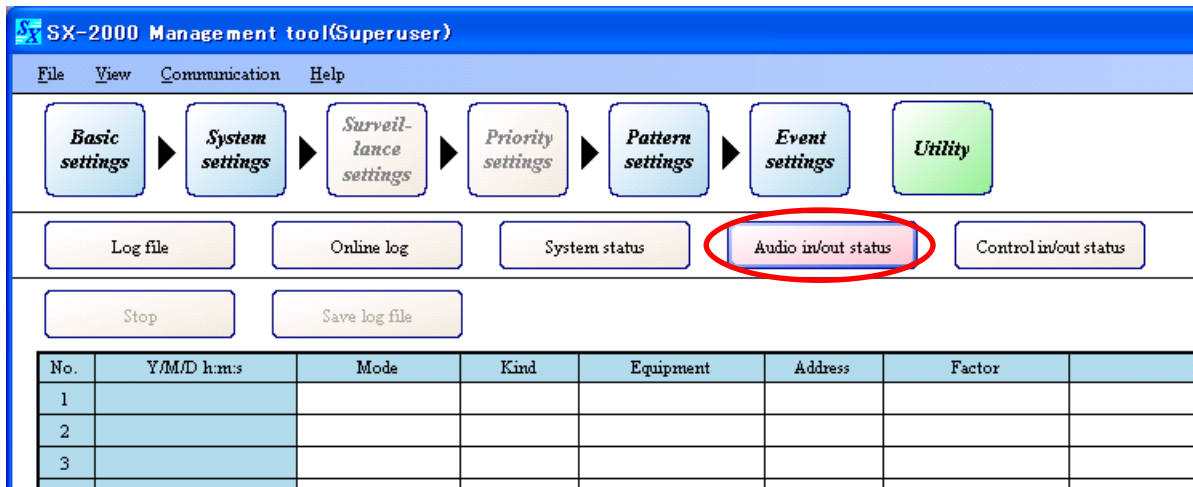 SX SX-2000 Management tool(Superuser)
File View Communication Help
Basic settings System settings Surveil-lance settings Priority settings Pattern settings Event settings Utility
Log file Online log System status Audio in/out status Control in/out status
Stop Save log file
No. Y/M/D h:m:s Mode Kind Equipment Address Factor
1
2
3